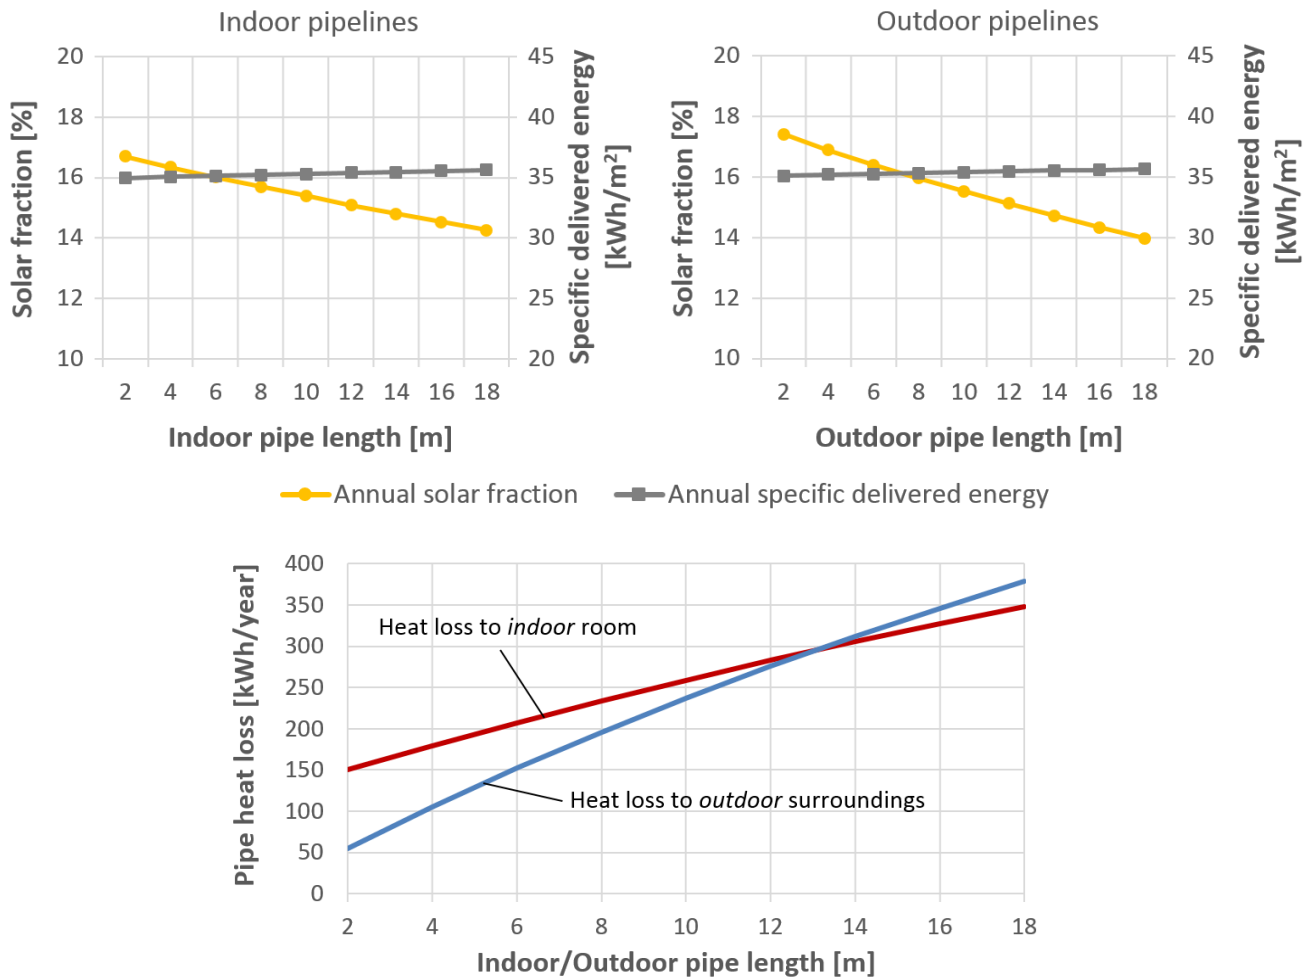 Indoor pipelines
20
18
16
14
12
10
Solar fraction [%]
45
40
35
30
25
20
Specific delivered energy
[kWh/m²]
2 4 6 8 10 12 14 16 18
Indoor pipe length [m]
Outdoor pipelines
20
18
16
14
12
10
Solar fraction [%]
45
40
35
30
25
20
Specific delivered energy
[kWh/m²]
2 4 6 8 10 12 14 16 18
Outdoor pipe length [m]
Annual solar fraction
Annual specific delivered energy
400
350
300
250
200
150
100
50
0
Pipe heat loss [kWh/year]
Heat loss to indoor room
Heat loss to outdoor surroundings
2 4 6 8 10 12 14 16 18
Indoor/Outdoor pipe length [m]